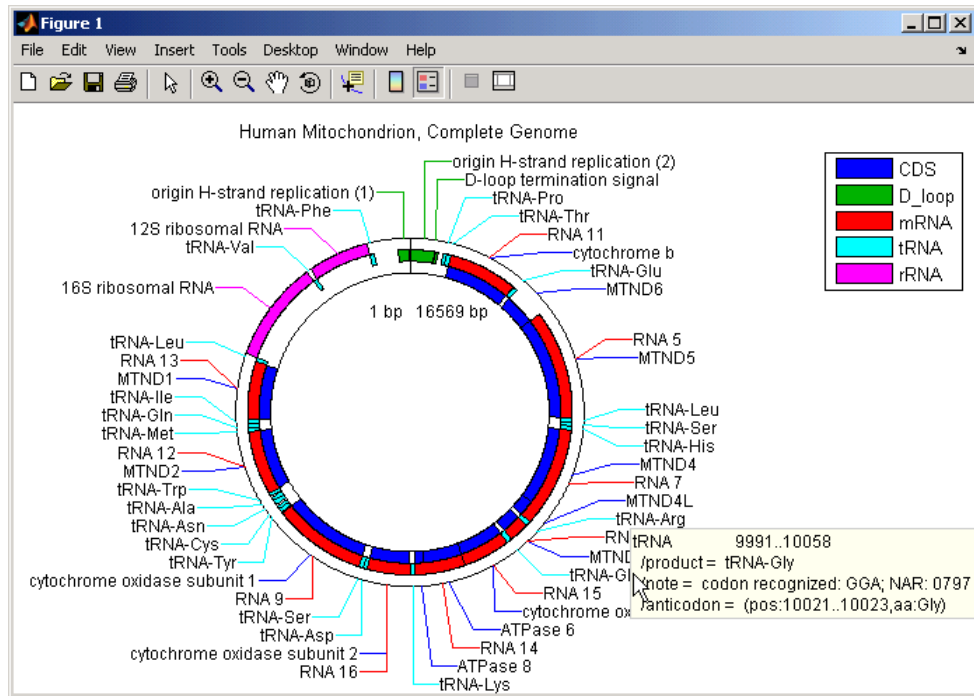 Figure 1
File Edit View Insert Tools Desktop Window Help
Human Mitochondrion, Complete Genome
origin H-strand replication (2)
D-loop termination signal
origin H-strand replication (1)
tRNA-Pro
tRNA-Phe
tRNA-Thr
12S ribosomal RNA
RNA 11
tRNA-Val
cytochrome b
tRNA-Glu
16S ribosomal RNA
MTND6
1 bp 16569 bp
tRNA-Leu
RNA 5
RNA 13
MTND5
MTND1
tRNA-Ile
tRNA-Leu
tRNA-Gln
tRNA-Ser
tRNA-Met
tRNA-His
RNA 12
MTND4
MTND2
RNA 7
tRNA-Trp
MTND4L
tRNA-Ala
tRNA-Arg
tRNA-Asn
RN
tRNA-Cys
MTND
tRNA-Tyr
tRNA-Gl
cytochrome oxidase subunit 1
RNA 15
RNA 9
cytochrome ox
tRNA-Ser
ATPase 6
tRNA-Asp
RNA 14
cytochrome oxidase subunit 2
ATPase 8
RNA 16
tRNA-Lys
CDS
D_loop
mRNA
tRNA
rRNA
tRNA 9991..10058
/product = tRNA-Gly
/note = codon recognized: GGA; NAR: 0797
/anticodon = (pos:10021..10023,aa:Gly)